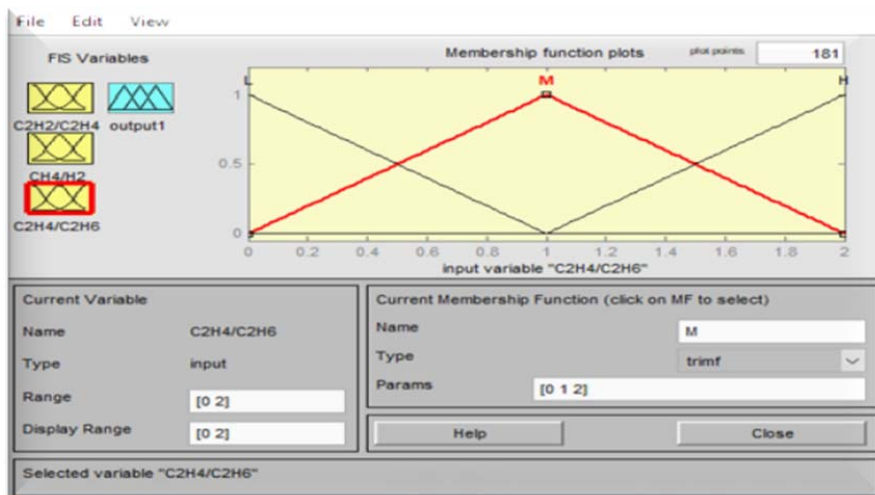 File Edit View
FIS Variables
Membership function plots
plot points:
181
C2H2/C2H4
output1
CH4/H2
C2H4/C2H6
L
M
H
1
0.5
0
0 0.2 0.4 0.6 0.8 1 1.2 1.4 1.6 1.8 2
input variable "C2H4/C2H6"
Current Variable
Name C2H4/C2H6
Type input
Range [0 2]
Display Range [0 2]
Current Membership Function (click on MF to select)
Name M
Type trimf
Params [0 1 2]
Help Close
Selected variable "C2H4/C2H6"